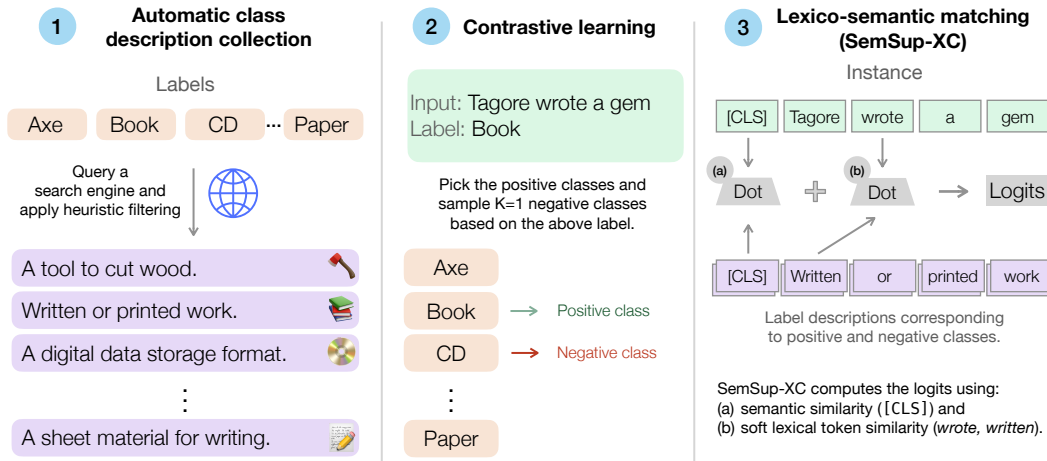 1
Automatic class
description collection
Labels
Axe
Book
CD
...
Paper
Query a
search engine and
apply heuristic filtering
A tool to cut wood.
Written or printed work.
A digital data storage format.
⋮
A sheet material for writing.
2
Contrastive learning
Input: Tagore wrote a gem
Label: Book
Pick the positive classes and
sample K=1 negative classes
based on the above label.
Axe
Book
Positive class
CD
Negative class
⋮
Paper
3
Lexico-semantic matching
(SemSup-XC)
Instance
[CLS] Tagore wrote a gem
(a) Dot + (b) Dot Logits
[CLS] Written or printed work
Label descriptions corresponding
to positive and negative classes.
SemSup-XC computes the logits using:
(a) semantic similarity ([CLS]) and
(b) soft lexical token similarity (wrote, written).